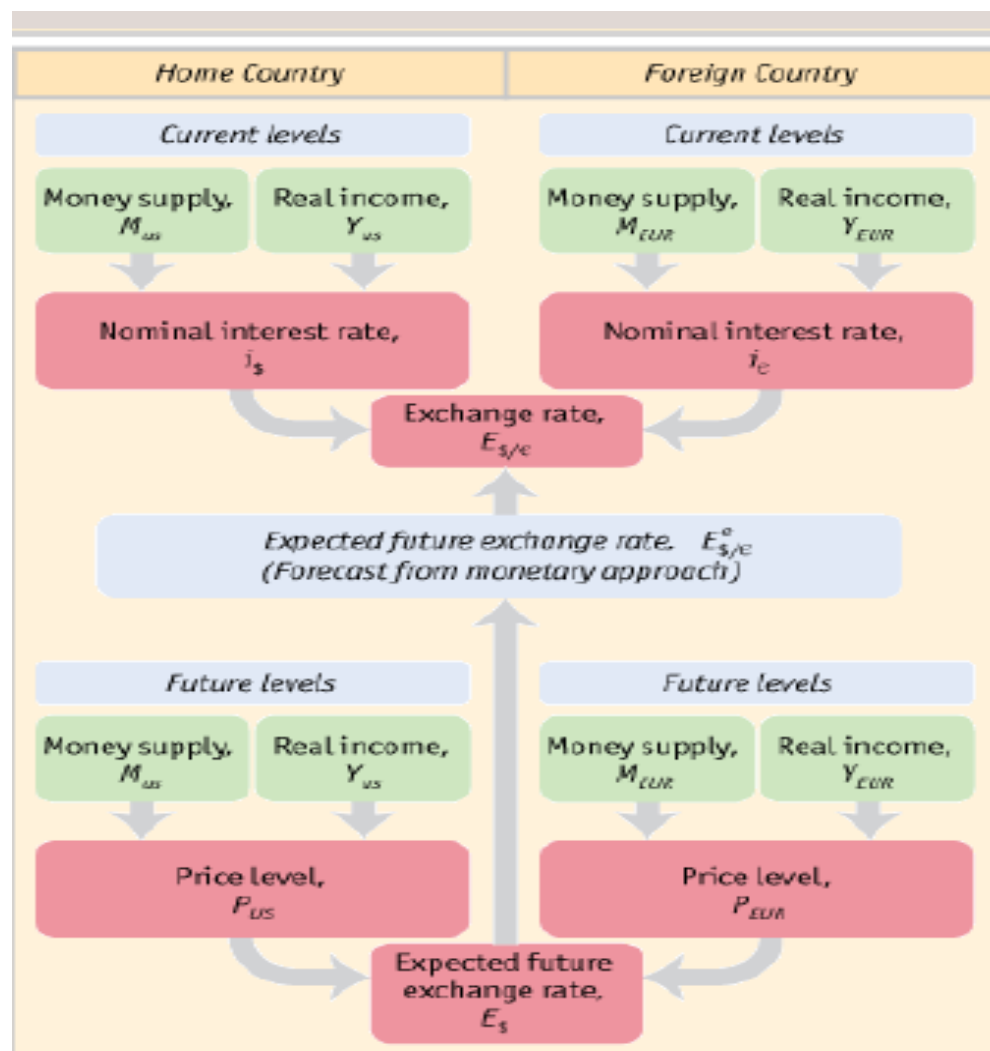 Home Country
Foreign Country
Current levels
Current levels
Money supply,
M_US
Real income,
Y_US
Money supply,
M_EUR
Real income,
Y_EUR
Nominal interest rate,
i_$
Nominal interest rate,
i_€
Exchange rate,
E_$/€
Expected future exchange rate. E^e_$/€
(Forecast from monetary approach)
Future levels
Future levels
Money supply,
M_US
Real income,
Y_US
Money supply,
M_EUR
Real income,
Y_EUR
Price level,
P_US
Price level,
P_EUR
Expected future
exchange rate,
E_$